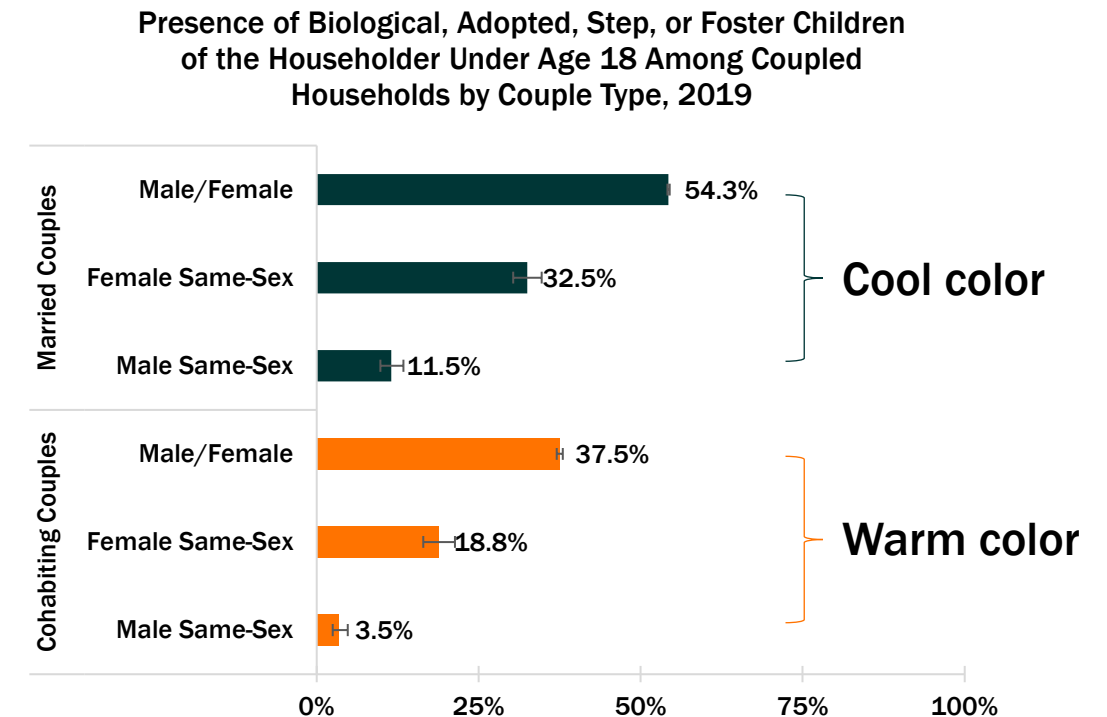 Presence of Biological, Adopted, Step, or Foster Children
of the Householder Under Age 18 Among Coupled
Households by Couple Type, 2019
Married Couples
Male/Female
54.3%
Female Same-Sex
32.5%
Male Same-Sex
11.5%
Cool color
Cohabiting Couples
Male/Female
37.5%
Female Same-Sex
18.8%
Male Same-Sex
3.5%
Warm color
0%
25%
50%
75%
100%